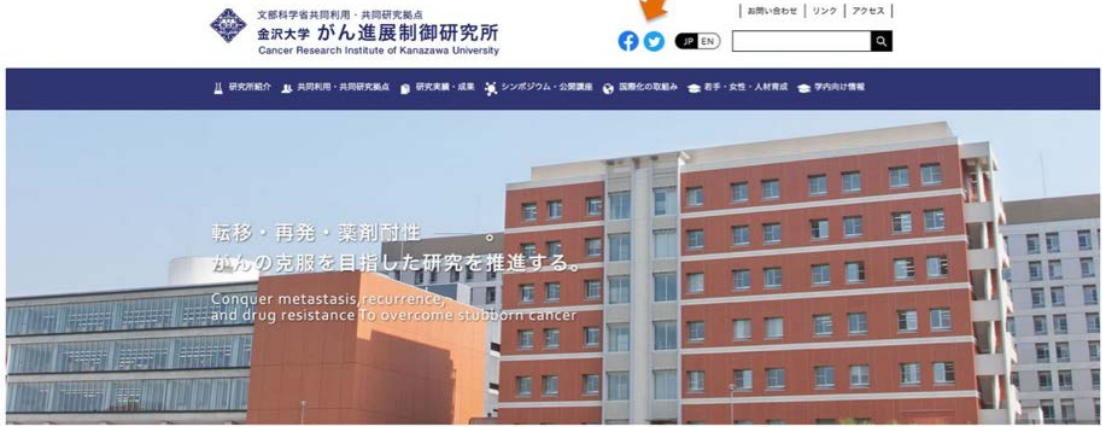 文部科学省共同利用・共同研究拠点
金沢大学 がん進展制御研究所
Cancer Research Institute of Kanazawa University
お問い合わせ | リンク | アクセス
JP EN
研究所紹介 共同利用・共同研究拠点 研究実績・成果 シンポジウム・公開講座 国際化の取組み 若手・女性・人材育成 学内向け情報
転移・再発・薬剤耐性 ―――。
がんの克服を目指した研究を推進する。
Conquer metastasis,recurrence,
and drug resistance To overcome stubborn cancer